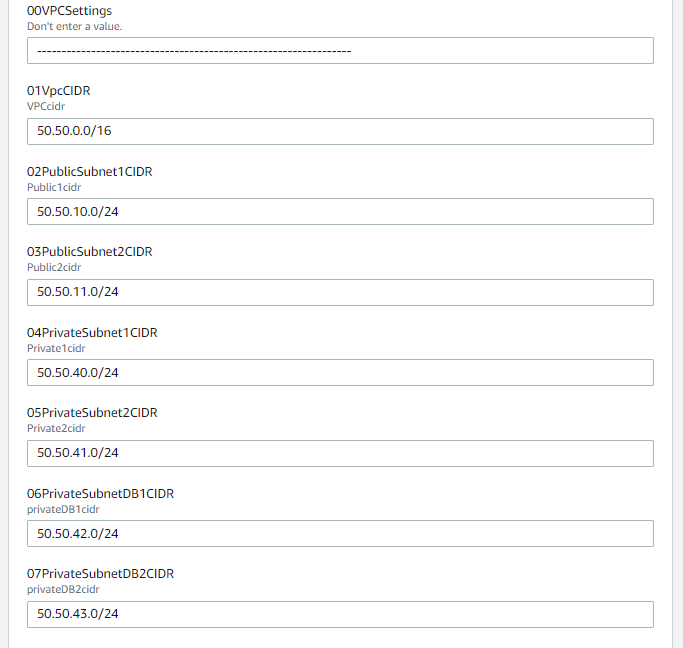 00VPCSettings
Don't enter a value.
-----------------------------------------------------------------
01VpcCIDR
VPCcidr
50.50.0.0/16
02PublicSubnet1CIDR
Public1cidr
50.50.10.0/24
03PublicSubnet2CIDR
Public2cidr
50.50.11.0/24
04PrivateSubnet1CIDR
Private1cidr
50.50.40.0/24
05PrivateSubnet2CIDR
Private2cidr
50.50.41.0/24
06PrivateSubnetDB1CIDR
privateDB1cidr
50.50.42.0/24
07PrivateSubnetDB2CIDR
privateDB2cidr
50.50.43.0/24